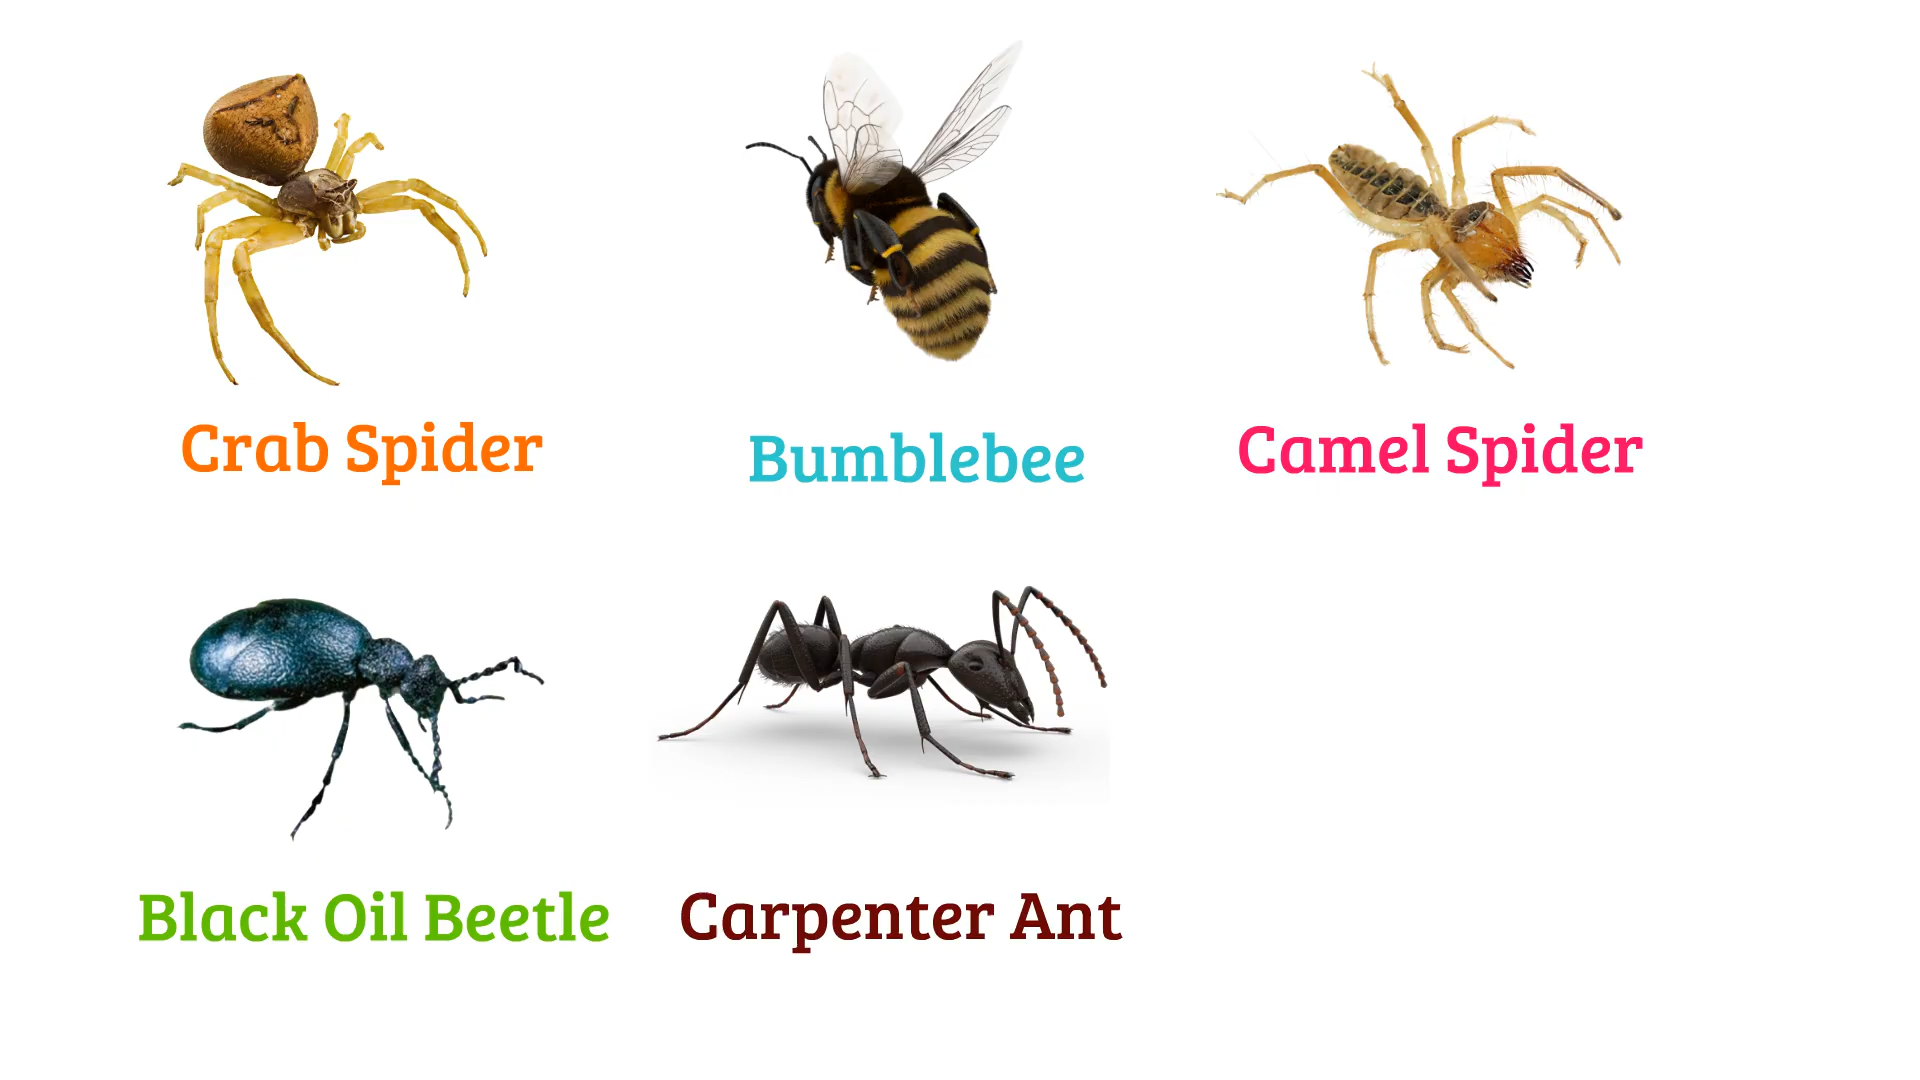 Crab Spider
Bumblebee
Camel Spider
Black Oil Beetle
Carpenter Ant